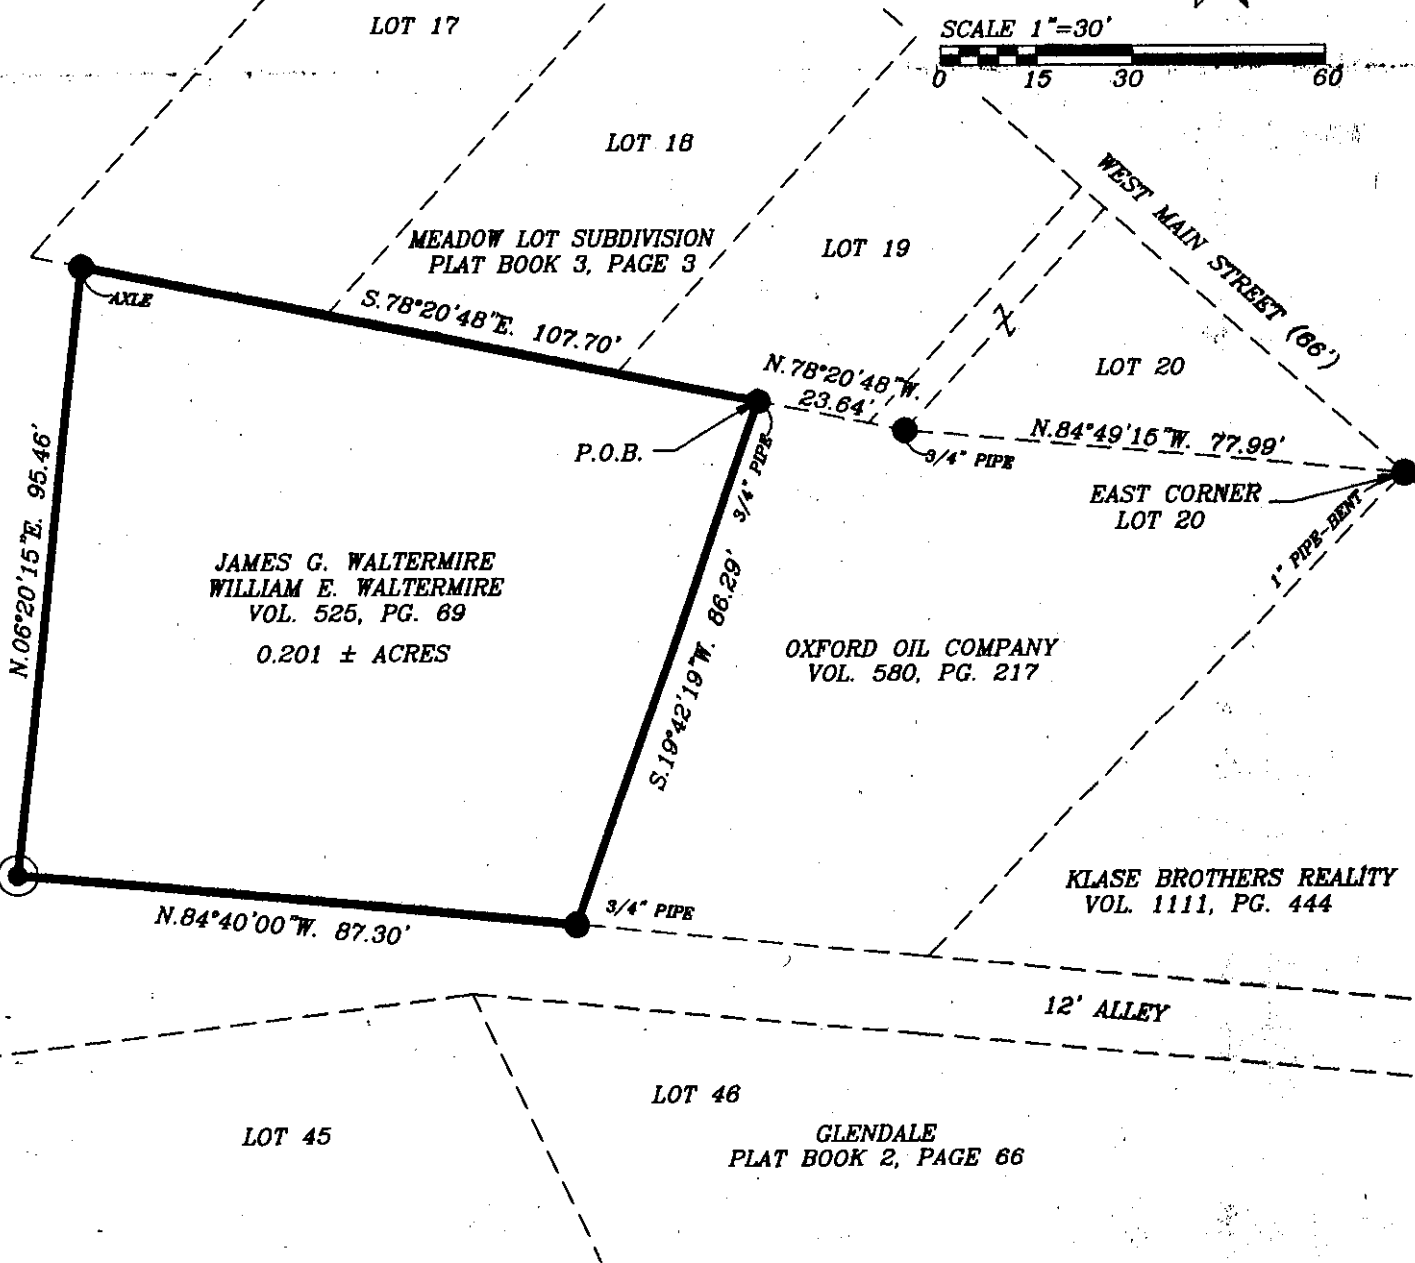 LOT 17
SCALE 1"=30'
0 15 30 60
LOT 18
WEST MAIN STREET (66')
MEADOW LOT SUBDIVISION
PLAT BOOK 3, PAGE 3
LOT 19
AXLE
S.78°20'48"E. 107.70'
N.78°20'48"W.
23.64'
LOT 20
P.O.B.
3/4" PIPE
3/4" PIPE
N.84°49'15"W. 77.99'
EAST CORNER
LOT 20
1" PIPE-BENT
N.06°20'15"E. 95.46'
JAMES G. WALTERMIRE
WILLIAM E. WALTERMIRE
VOL. 525, PG. 69
0.201 ± ACRES
S.19°42'19"W. 86.29'
OXFORD OIL COMPANY
VOL. 580, PG. 217
KLASE BROTHERS REALITY
VOL. 1111, PG. 444
3/4" PIPE
N.84°40'00"W. 87.30'
12' ALLEY
LOT 46
LOT 45
GLENDALE
PLAT BOOK 2, PAGE 66